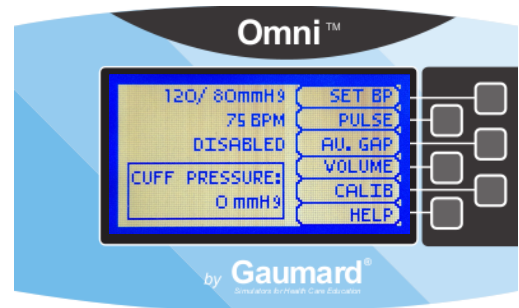 Omni™
120/ 80mmHg SET BP
75 BPM PULSE
DISABLED AU. GAP
VOLUME
CUFF PRESSURE:
CALIB
0 mmHg
HELP
by Gaumard®
Simulators for Health Care Education